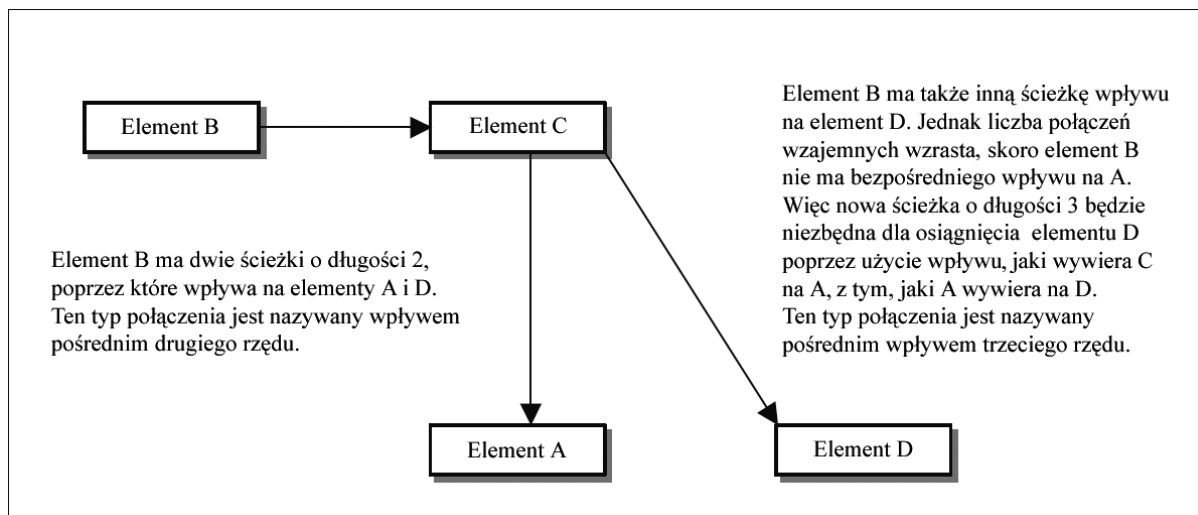 Element B
Element C
Element B ma także inną ścieżkę wpływu
na element D. Jednak liczba połączeń
wzajemnych wzrasta, skoro element B
nie ma bezpośredniego wpływu na A.
Więc nowa ścieżka o długości 3 będzie
niezbędna dla osiągnięcia elementu D
poprzez użycie wpływu, jaki wywiera C
na A, z tym, jaki A wywiera na D.
Ten typ połączenia jest nazywany
pośrednim wpływem trzeciego rzędu.
Element B ma dwie ścieżki o długości 2,
poprzez które wpływa na elementy A i D.
Ten typ połączenia jest nazywany wpływem
pośrednim drugiego rzędu.
Element A
Element D